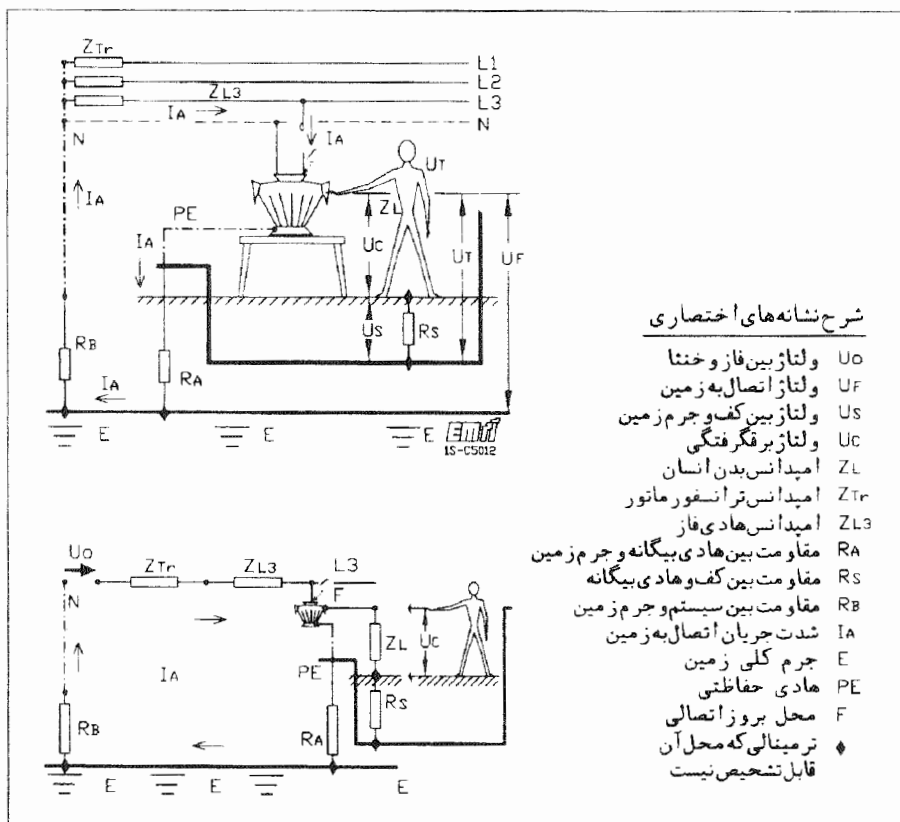 ZTr
L1
L2
ZL3
L3
IA
N
N
IA
UT
F
IA
ZL
PE
IA
UC
UT
UF
US
RS
RB
RA
IA
E
E
E
EMTI
IS-C5012
شرح نشانه‌های اختصاری
U0 ولتاژ بین فاز و خنثا
UF ولتاژ اتصال به زمین
US ولتاژ بین کف و جرم زمین
UC ولتاژ برقگرفتگی
ZL امپدانس بدن انسان
ZTr امپدانس ترانسفورماتور
ZL3 امپدانس هادی فاز
RA مقاومت بین هادی بیگانه و جرم زمین
RS مقاومت بین کف و هادی بیگانه
RB مقاومت بین سیستم و جرم زمین
IA شدت جریان اتصال به زمین
E جرم کلی زمین
PE هادی حفاظتی
F محل بروز اتصالی
♦ ترمینالی که محل آن
قابل تشخیص نیست
U0
ZTr
ZL3
L3
N
F
ZL
UC
IA
PE
RS
RB
RA
E
E
E
E